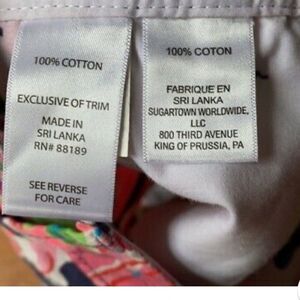 100% COTTON
EXCLUSIVE OF TRIM
MADE IN
SRI LANKA
RN# 88189
SEE REVERSE
FOR CARE
100% COTON
FABRIQUE EN
SRI LANKA
SUGARTOWN WORLDWIDE,
LLC
800 THIRD AVENUE
KING OF PRUSSIA, PA